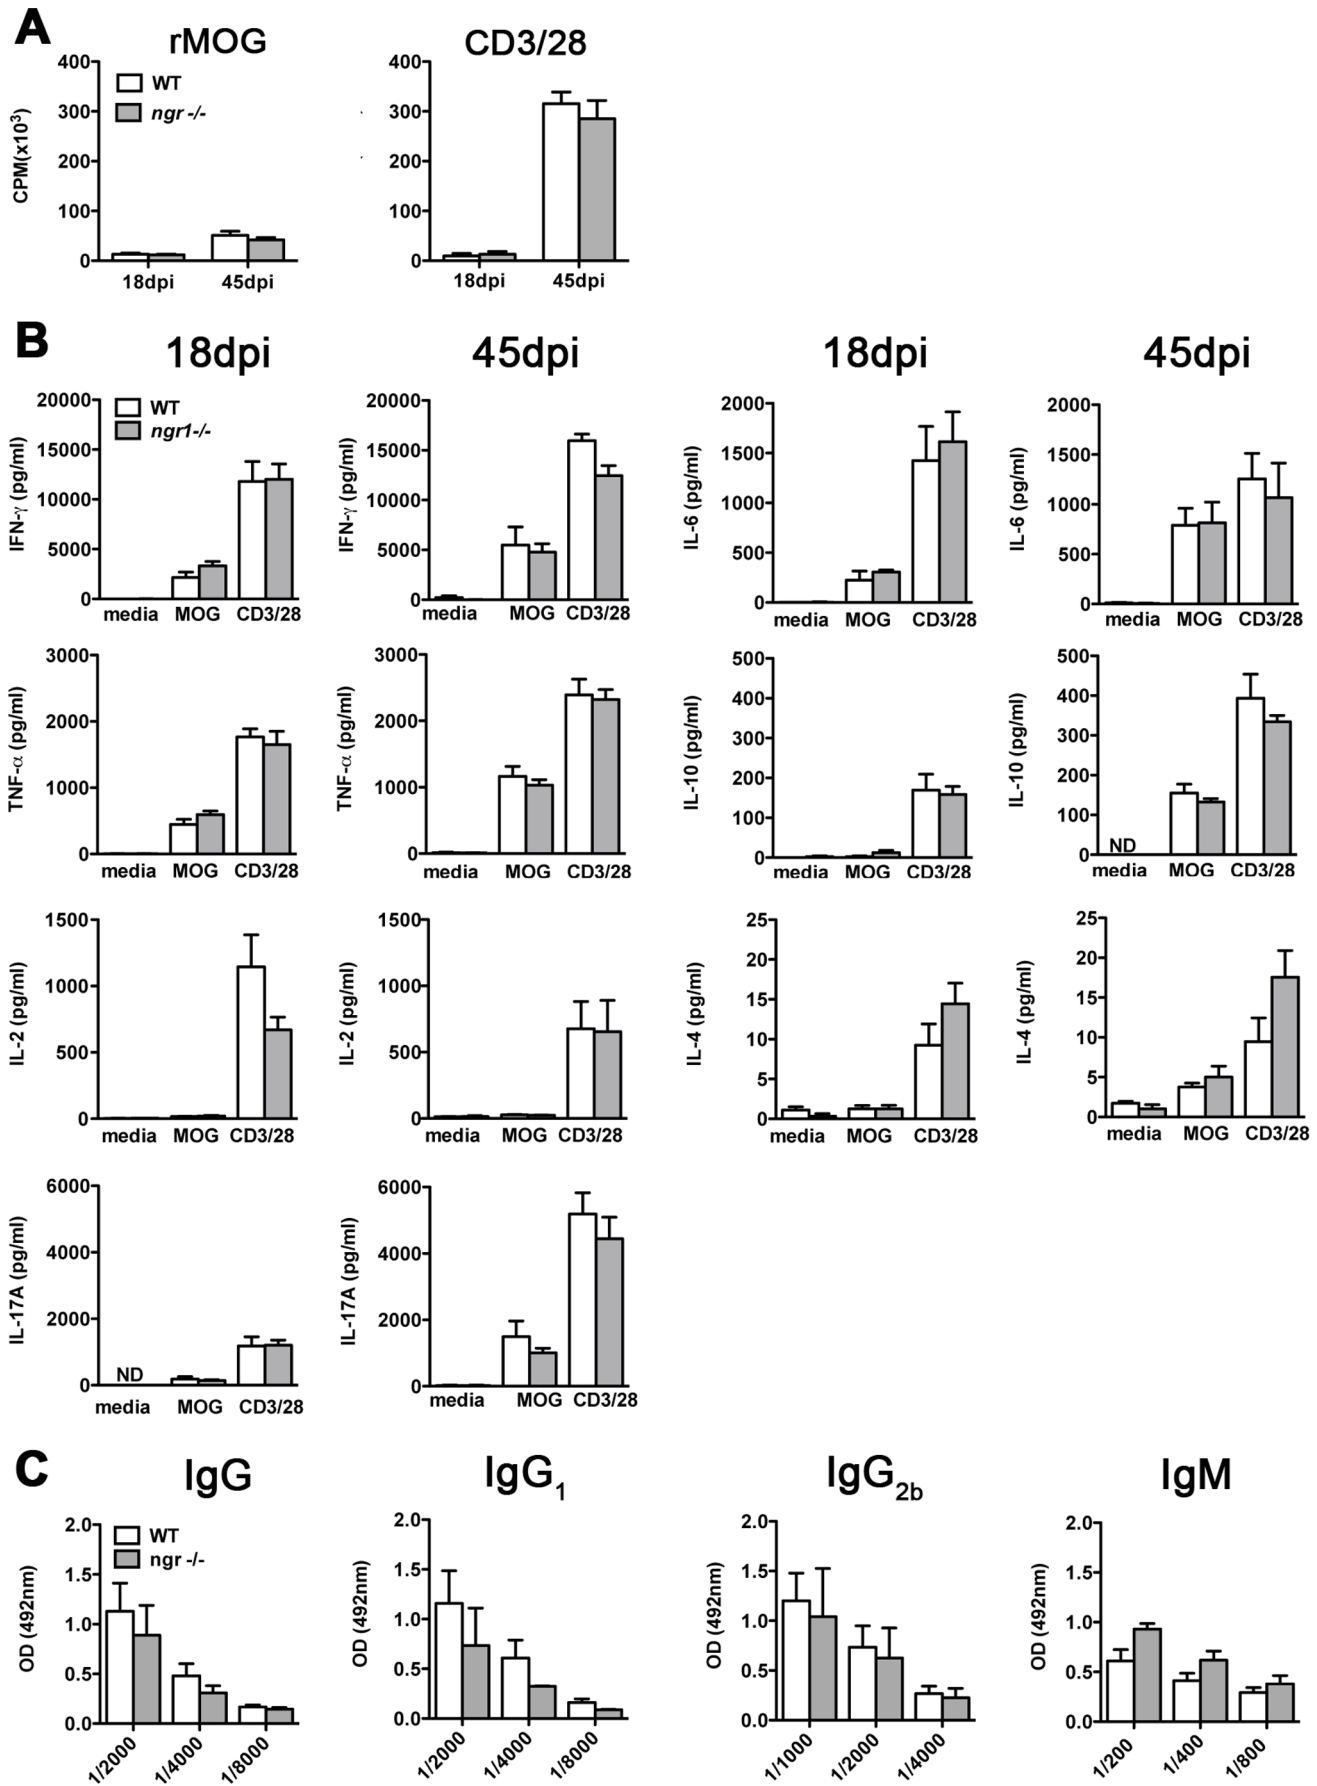 A
rMOG
CD3/28
CPM(x10³)
400
300
200
100
0
WT
ngr -/-
18dpi
45dpi
400
300
200
100
0
18dpi
45dpi
B
18dpi
45dpi
18dpi
45dpi
IFN-γ (pg/ml)
20000
15000
10000
5000
0
WT
ngr1-/-
media MOG CD3/28
IFN-γ (pg/ml)
20000
15000
10000
5000
0
media MOG CD3/28
IL-6 (pg/ml)
2000
1500
1000
500
0
media MOG CD3/28
IL-6 (pg/ml)
2000
1500
1000
500
0
media MOG CD3/28
TNF-α (pg/ml)
3000
2000
1000
0
media MOG CD3/28
TNF-α (pg/ml)
3000
2000
1000
0
media MOG CD3/28
IL-10 (pg/ml)
500
400
300
200
100
0
media MOG CD3/28
IL-10 (pg/ml)
500
400
300
200
100
0
ND
media MOG CD3/28
IL-2 (pg/ml)
1500
1000
500
0
media MOG CD3/28
IL-2 (pg/ml)
1500
1000
500
0
media MOG CD3/28
IL-4 (pg/ml)
25
20
15
10
5
0
media MOG CD3/28
IL-4 (pg/ml)
25
20
15
10
5
0
media MOG CD3/28
IL-17A (pg/ml)
6000
4000
2000
0
ND
media MOG CD3/28
IL-17A (pg/ml)
6000
4000
2000
0
media MOG CD3/28
C
IgG
IgG₁
IgG₂b
IgM
OD (492nm)
2.0
1.5
1.0
0.5
0.0
WT
ngr -/-
1/2000
1/4000
1/8000
OD (492nm)
2.0
1.5
1.0
0.5
0.0
1/2000
1/4000
1/8000
OD (492nm)
2.0
1.5
1.0
0.5
0.0
1/1000
1/2000
1/4000
OD (492nm)
2.0
1.5
1.0
0.5
0.0
1/200
1/400
1/800